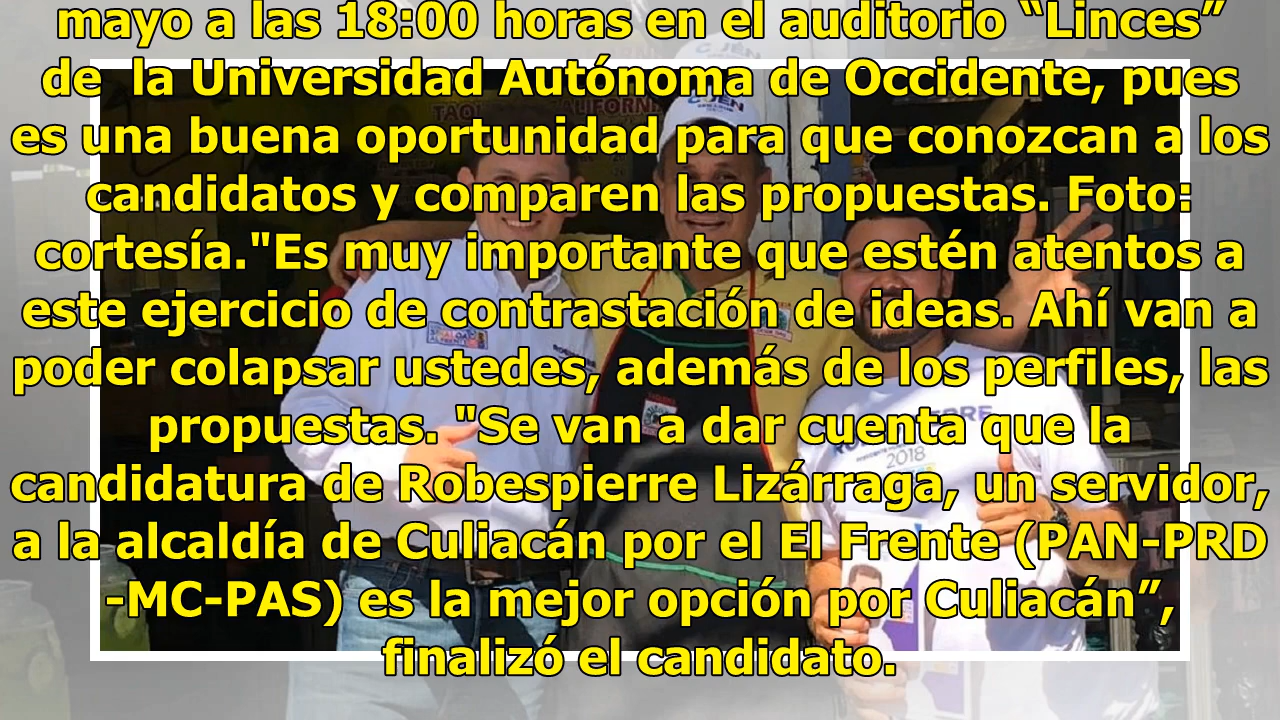 mayo a las 18:00 horas en el auditorio “Linces”
de la Universidad Autónoma de Occidente, pues
es una buena oportunidad para que conozcan a los
candidatos y comparen las propuestas. Foto:
cortesía."Es muy importante que estén atentos a
este ejercicio de contrastación de ideas. Ahí van a
poder colapsar ustedes, además de los perfiles, las
propuestas. "Se van a dar cuenta que la
candidatura de Robespierre Lizárraga, un servidor,
a la alcaldía de Culiacán por el El Frente (PAN-PRD
-MC-PAS) es la mejor opción por Culiacán”,
finalizó el candidato.
CUÉN
2018